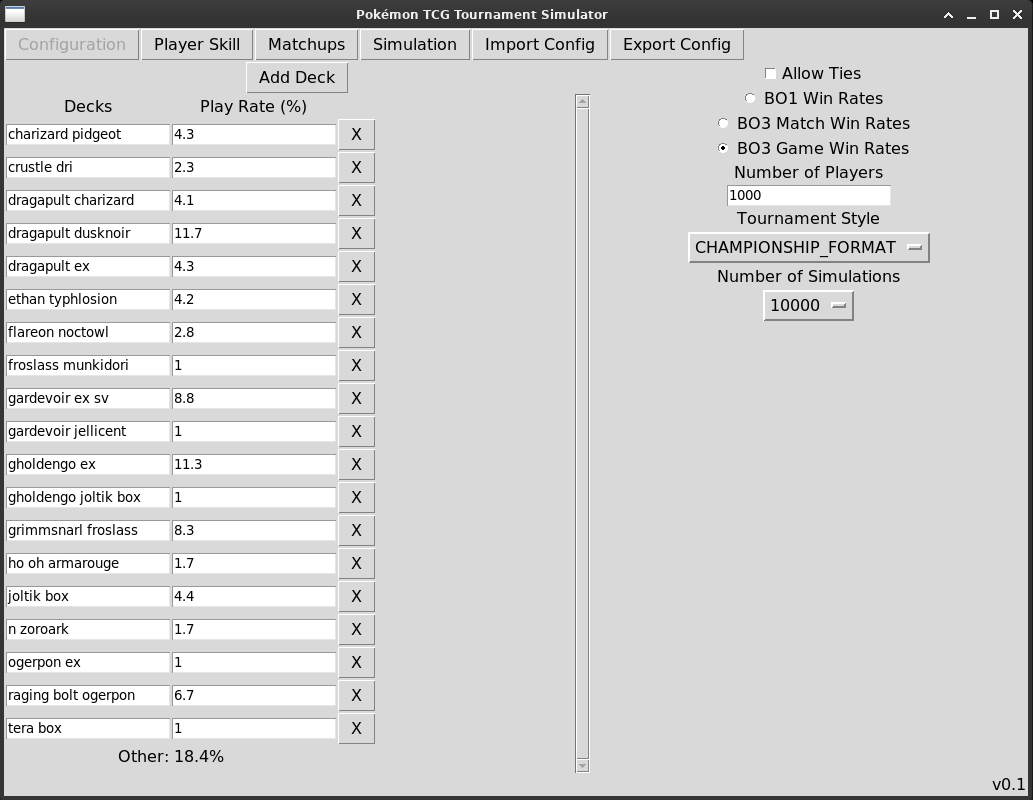 Pokémon TCG Tournament Simulator
Configuration Player Skill Matchups Simulation Import Config Export Config
Add Deck
Decks Play Rate (%)
charizard pidgeot 4.3 X
crustle dri 2.3 X
dragapult charizard 4.1 X
dragapult dusknoir 11.7 X
dragapult ex 4.3 X
ethan typhlosion 4.2 X
flareon noctowl 2.8 X
froslass munkidori 1 X
gardevoir ex sv 8.8 X
gardevoir jellicent 1 X
gholdengo ex 11.3 X
gholdengo joltik box 1 X
grimmsnarl froslass 8.3 X
ho oh armarouge 1.7 X
joltik box 4.4 X
n zoroark 1.7 X
ogerpon ex 1 X
raging bolt ogerpon 6.7 X
tera box 1 X
Other: 18.4%
Allow Ties
BO1 Win Rates
BO3 Match Win Rates
BO3 Game Win Rates
Number of Players
1000
Tournament Style
CHAMPIONSHIP_FORMAT
Number of Simulations
10000
v0.1